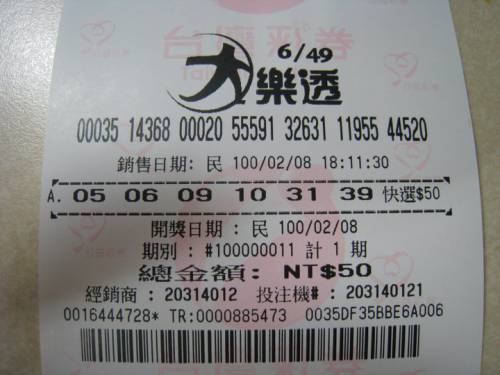 台灣彩券
6/49
大樂透
00035 14368 00020 55591 32631 11955 44520
銷售日期: 民 100/02/08 18:11:30
A. 05 06 09 10 31 39 快選$50
開獎日期 : 民 100/02/08
期別 : #100000011 計 1 期
總金額: NT$50
經銷商 : 20314012 投注機# : 203140121
0016444728* TR:0000885473 0035DF35BBE6A006